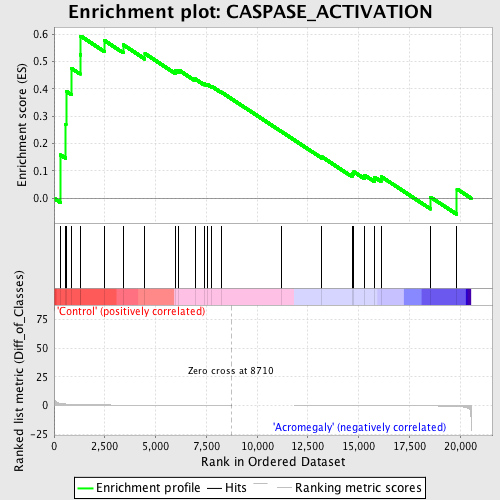 Enrichment plot: CASPASE_ACTIVATION
Enrichment score (ES)
0.6
0.5
0.4
0.3
0.2
0.1
0.0
'Control' (positively correlated)
Ranked list metric (Diff_of_Classes)
75
50
25
0
-25
Zero cross at 8710
'Acromegaly' (negatively correlated)
0 2,500 5,000 7,500 10,000 12,500 15,000 17,500 20,000
Rank in Ordered Dataset
Enrichment profile Hits Ranking metric scores